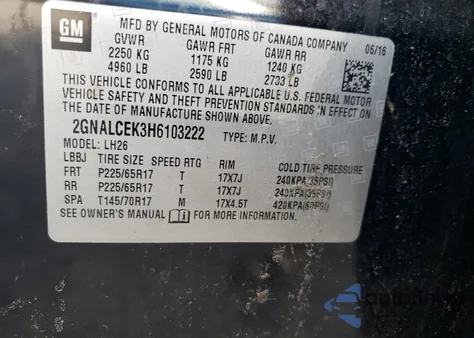 GM
MFD BY GENERAL MOTORS OF CANADA COMPANY 06/16
GVWR GAWR FRT GAWR RR
2250 KG 1175 KG 1240 KG
4960 LB 2590 LB 2733 LB
THIS VEHICLE CONFORMS TO ALL APPLICABLE U.S. FEDERAL MOTOR
VEHICLE SAFETY AND THEFT PREVENTION STANDARDS IN EFFECT ON
THE DATE OF MANUFACTURE SHOWN ABOVE.
2GNALCEK3H6103222 TYPE: M.P.V.
MODEL: LH26
LBBJ TIRE SIZE SPEED RTG RIM COLD TIRE PRESSURE
FRT P225/65R17 T 17X7J 240KPA(35PSI)
RR P225/65R17 T 17X7J 240KPA(35PSI)
SPA T145/70R17 M 17X4.5T 420KPA(60PSI)
SEE OWNER'S MANUAL FOR MORE INFORMATION.